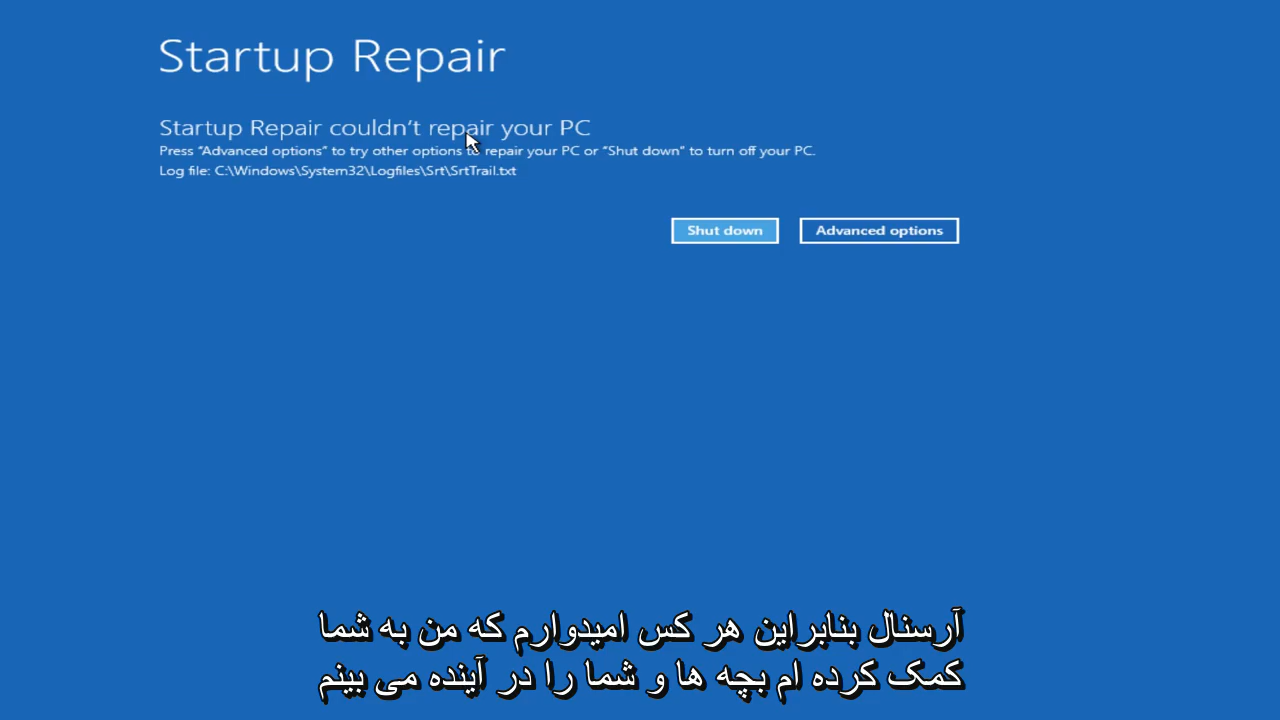 Startup Repair
Startup Repair couldn't repair your PC
Press “Advanced options” to try other options to repair your PC or “Shut down” to turn off your PC.
Log file: C:\Windows\System32\Logfiles\Srt\SrtTrail.txt
Shut down
Advanced options
آرسنال بنابراین هر کس امیدوارم که من به شما
کمک کرده ام بچه ها و شما را در آینده می بینم